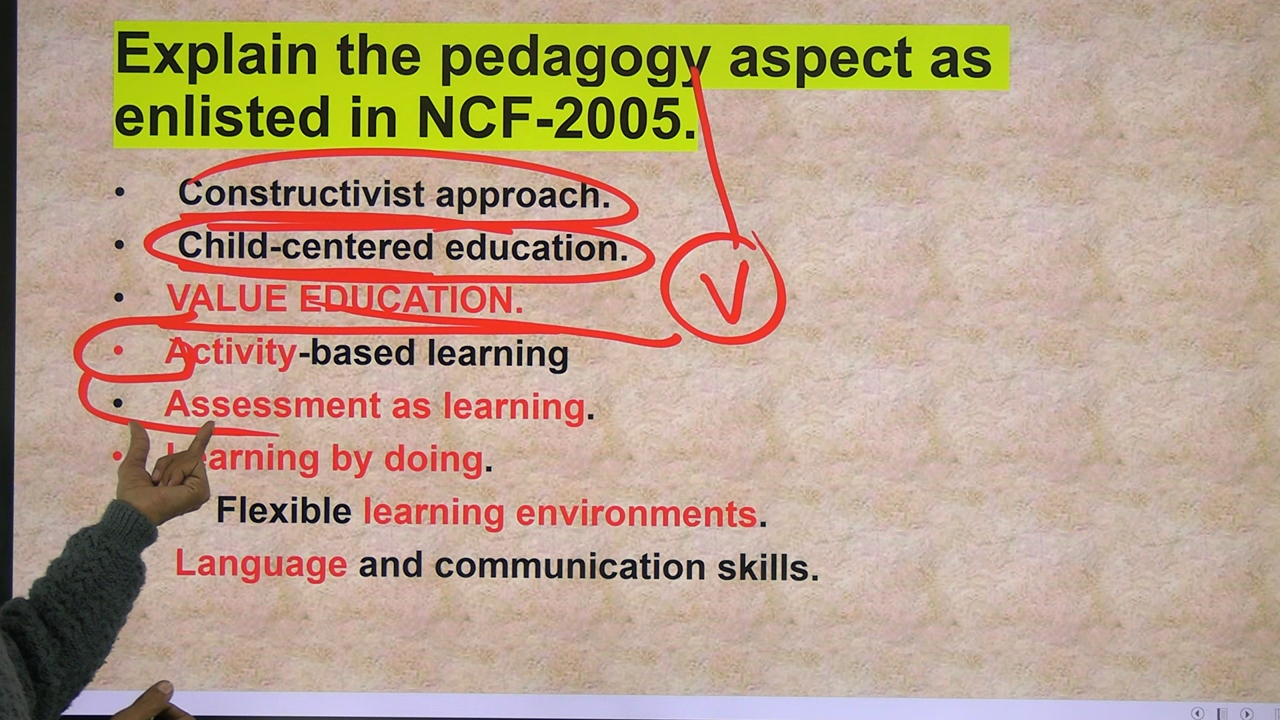 Explain the pedagogy aspect as
enlisted in NCF-2005.
• Constructivist approach.
• Child-centered education.
• VALUE EDUCATION.
V
• Activity-based learning
• Assessment as learning.
• Learning by doing.
Flexible learning environments.
Language and communication skills.